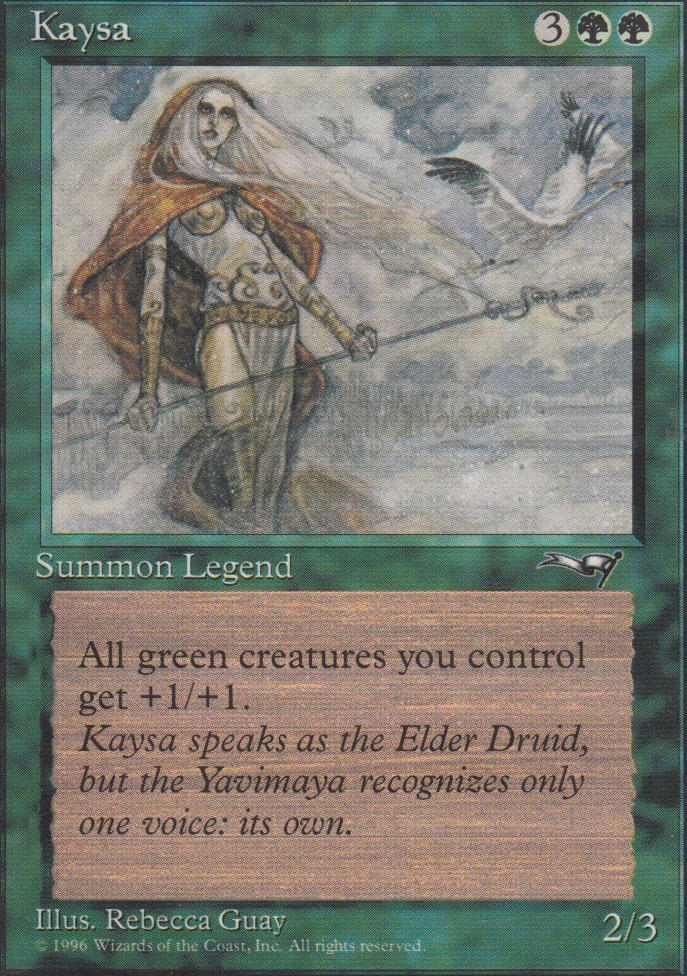 Kaysa
3
Summon Legend
All green creatures you control
get +1/+1.
Kaysa speaks as the Elder Druid,
but the Yavimaya recognizes only
one voice: its own.
Illus. Rebecca Guay
2/3
© 1996 Wizards of the Coast, Inc. All rights reserved.